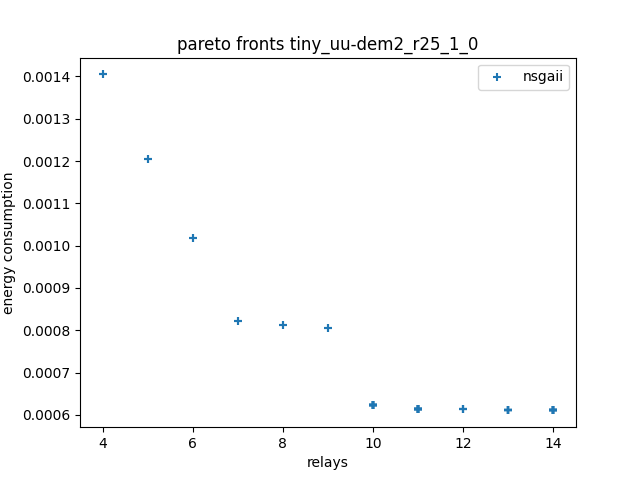 pareto fronts tiny_uu-dem2_r25_1_0
nsgaii
energy consumption
0.0014
0.0013
0.0012
0.0011
0.0010
0.0009
0.0008
0.0007
0.0006
4 6 8 10 12 14
relays